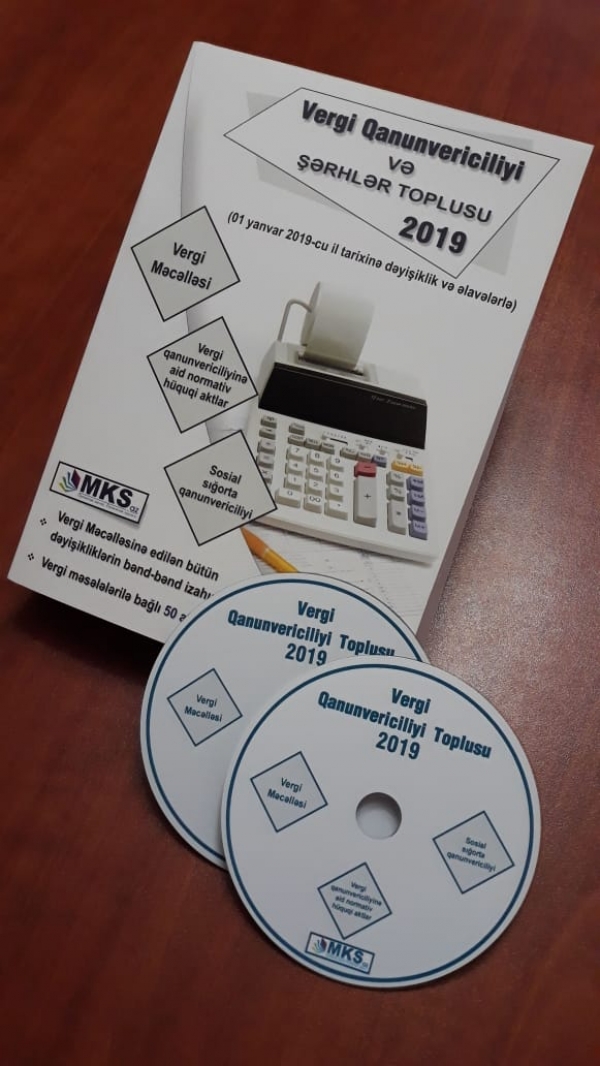 Vergi Qanunvericiliyi
VƏ
ŞƏRHLƏR TOPLUSU
2019
(01 yanvar 2019-cu il tarixinə dəyişiklik və əlavələrlə)
Vergi
Məcəlləsi
Vergi
qanunvericiliyinə
aid normativ
hüquqi aktlar
Sosial
sığorta
qanunvericiliyi
MKS
AZ
Vergi Məcəlləsinə edilən bütün
dəyişikliklərin bənd-bənd
Vergi məsələlərilə bağlı 50
Vergi
Qanunvericiliyi Toplusu
2019
Vergi
Məcəlləsi
Vergi
Qanunvericiliyi Toplusu
2019
Vergi
Məcəlləsi
Sosial
sığorta
qanunvericiliyi
Vergi
qanunvericiliyinə
aid normativ
hüquqi aktlar
MKS